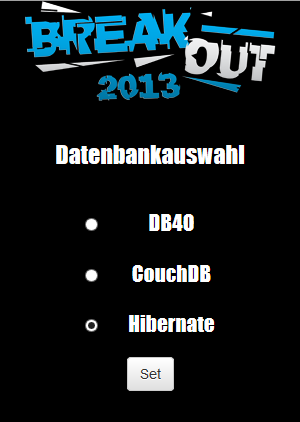 BREAK
OUT
2013
Datenbankauswahl
DB4O
CouchDB
Hibernate
Set